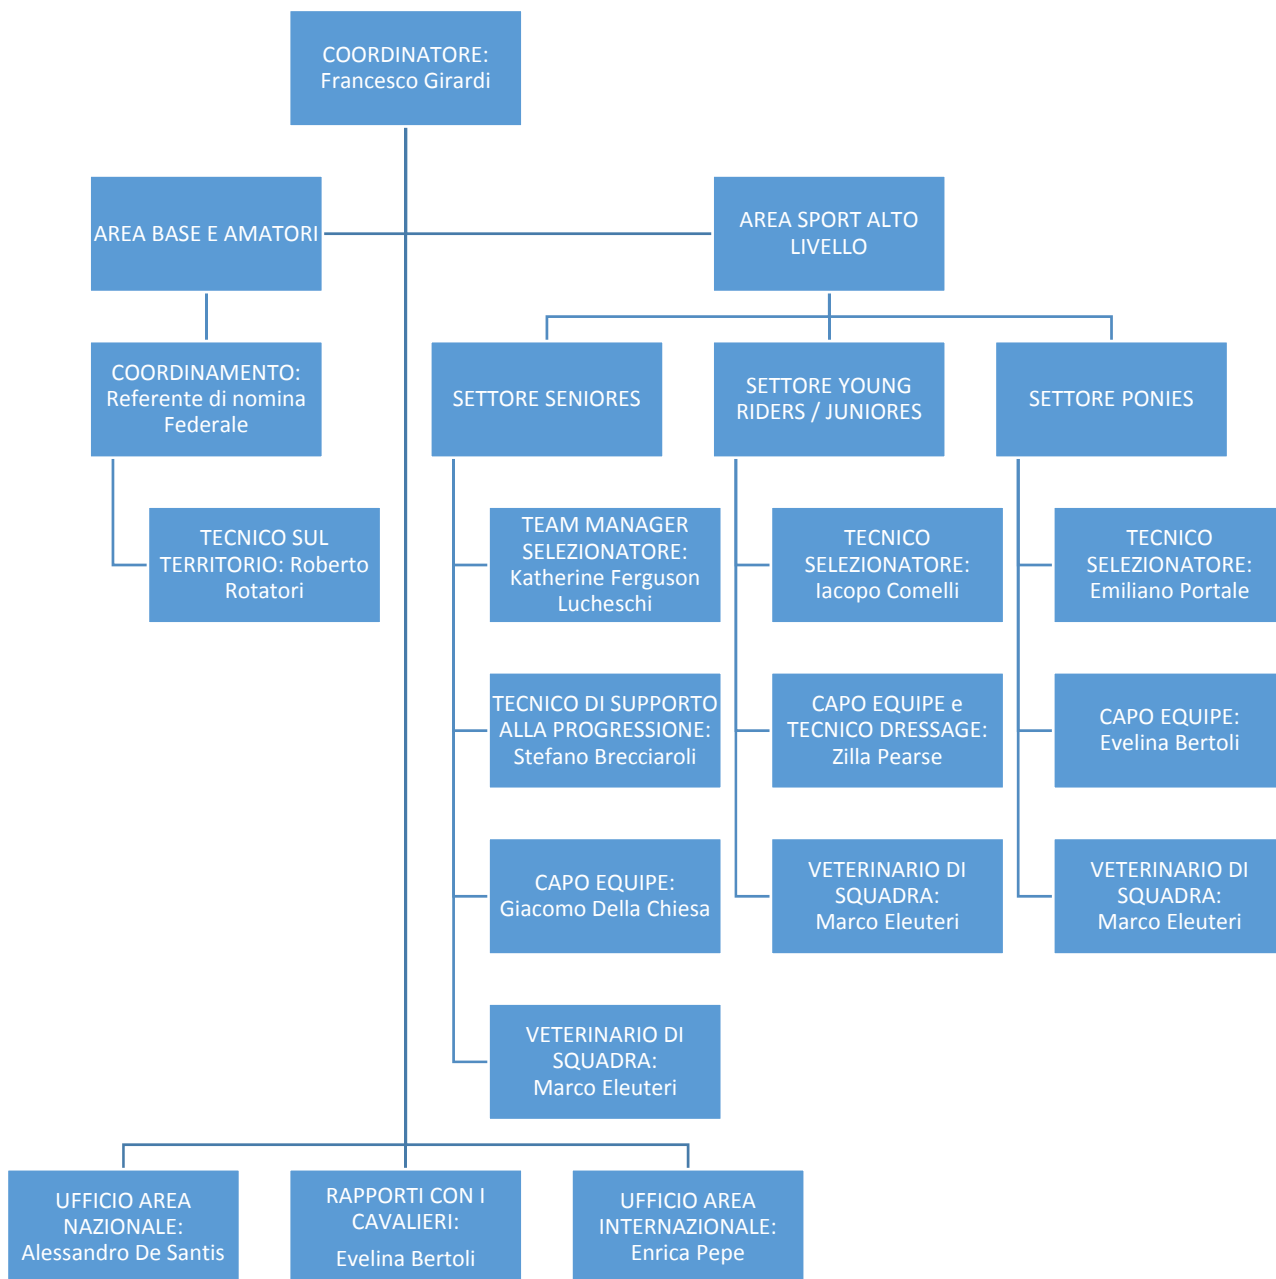 COORDINATORE:
Francesco Girardi
AREA BASE E AMATORI
AREA SPORT ALTO
LIVELLO
COORDINAMENTO:
Referente di nomina
Federale
SETTORE SENIORES
SETTORE YOUNG
RIDERS / JUNIORES
SETTORE PONIES
TECNICO SUL
TERRITORIO: Roberto
Rotatori
TEAM MANAGER
SELEZIONATORE:
Katherine Ferguson
Lucheschi
TECNICO
SELEZIONATORE:
Iacopo Comelli
TECNICO
SELEZIONATORE:
Emiliano Portale
TECNICO DI SUPPORTO
ALLA PROGRESSIONE:
Stefano Brecciaroli
CAPO EQUIPE e
TECNICO DRESSAGE:
Zilla Pearse
CAPO EQUIPE:
Evelina Bertoli
CAPO EQUIPE:
Giacomo Della Chiesa
VETERINARIO DI
SQUADRA:
Marco Eleuteri
VETERINARIO DI
SQUADRA:
Marco Eleuteri
VETERINARIO DI
SQUADRA:
Marco Eleuteri
UFFICIO AREA
NAZIONALE:
Alessandro De Santis
RAPPORTI CON I
CAVALIERI:
Evelina Bertoli
UFFICIO AREA
INTERNAZIONALE:
Enrica Pepe